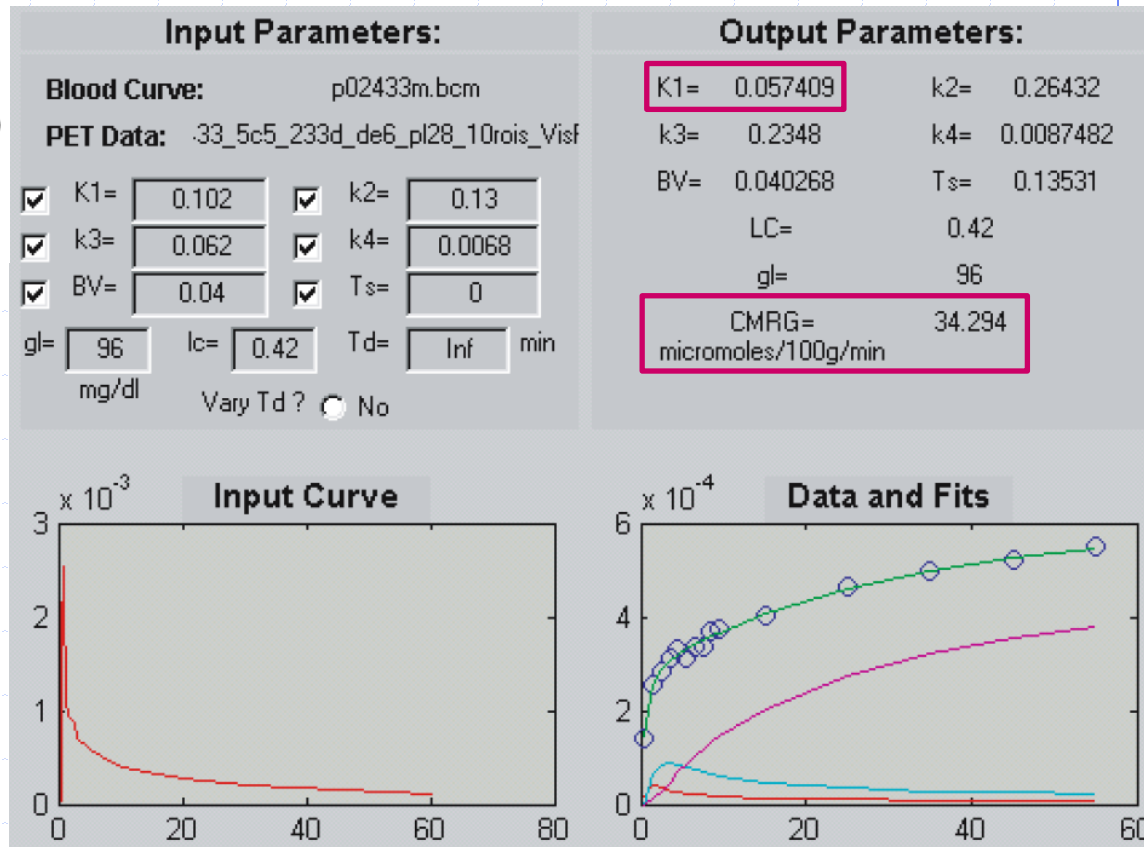 Input Parameters:
Blood Curve: p02433m.bcm
PET Data: -33_5c5_233d_de6_pl28_10rois_VisF
K1= 0.102 k2= 0.13
k3= 0.062 k4= 0.0068
BV= 0.04 Ts= 0
gl= 96 lc= 0.42 Td= Inf min
mg/dl
Vary Td ? No
Output Parameters:
K1= 0.057409 k2= 0.26432
k3= 0.2348 k4= 0.0087482
BV= 0.040268 Ts= 0.13531
LC= 0.42
gl= 96
CMRG= 34.294
micromoles/100g/min
x 10-3 Input Curve
3
2
1
0
0 20 40 60 80
x 10-4 Data and Fits
6
4
2
0
0 20 40 60